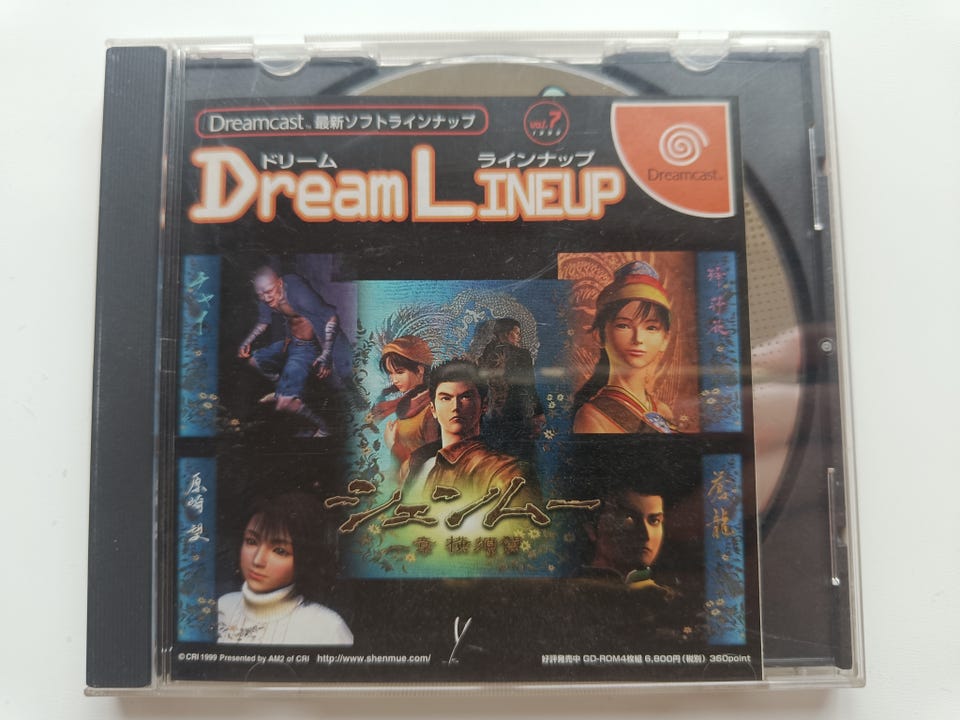 Dreamcast™ 最新ソフトラインナップ
vol.7
1999
ドリーム ラインナップ
Dream LINEUP
Dreamcast™
チャイ
玲莎花
シェンムー
一章 横須賀
原崎望
蒼龍
©CRI 1999 Presented by AM2 of CRI http://www.shenmue.com/
好評発売中 GD-ROM4枚組 6,800円(税別) 360point